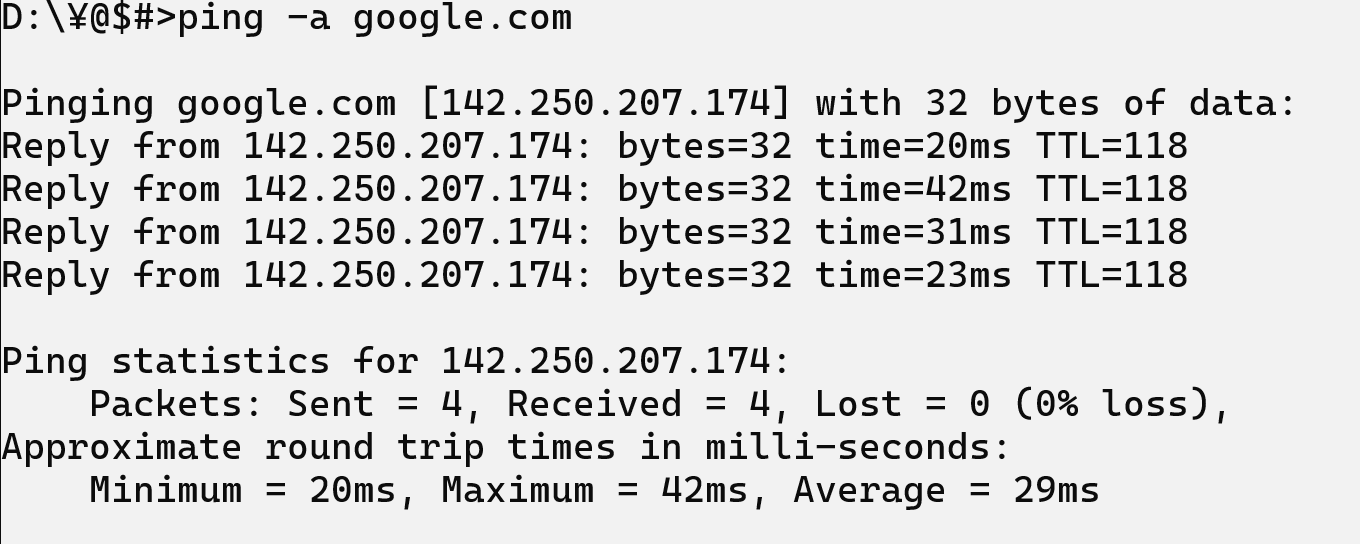 D:\¥@$#>ping -a google.com
Pinging google.com [142.250.207.174] with 32 bytes of data:
Reply from 142.250.207.174: bytes=32 time=20ms TTL=118
Reply from 142.250.207.174: bytes=32 time=42ms TTL=118
Reply from 142.250.207.174: bytes=32 time=31ms TTL=118
Reply from 142.250.207.174: bytes=32 time=23ms TTL=118
Ping statistics for 142.250.207.174:
Packets: Sent = 4, Received = 4, Lost = 0 (0% loss),
Approximate round trip times in milli-seconds:
Minimum = 20ms, Maximum = 42ms, Average = 29ms